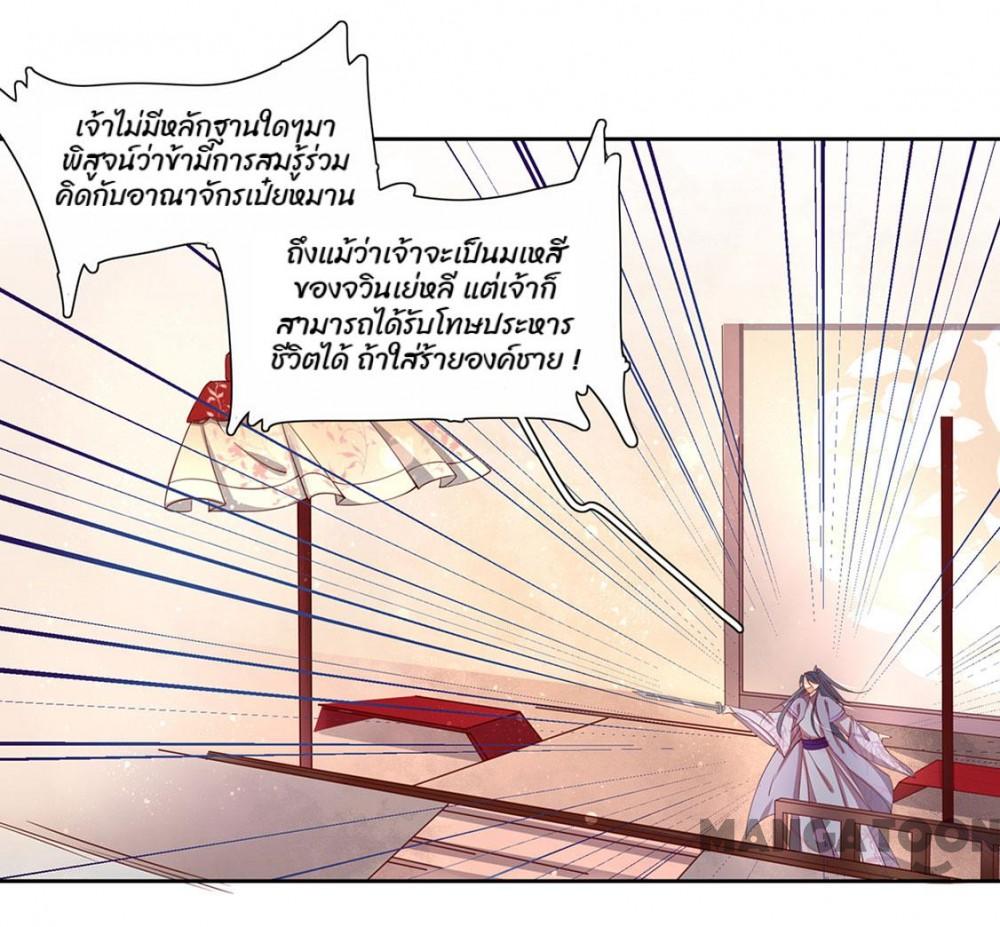 เจ้าไม่มีหลักฐานใดๆมา
พิสูจน์ว่าข้ามีการสมรู้ร่วม
คิดกับอาณาจักรเป๋ยหมาน
ถึงแม้ว่าเจ้าจะเป็นมเหสี
ของจวินเย่หลี แต่เจ้าก็
สามารถได้รับโทษประหาร
ชีวิตได้ ถ้าใส่ร้ายองค์ชาย !
MANGATOON